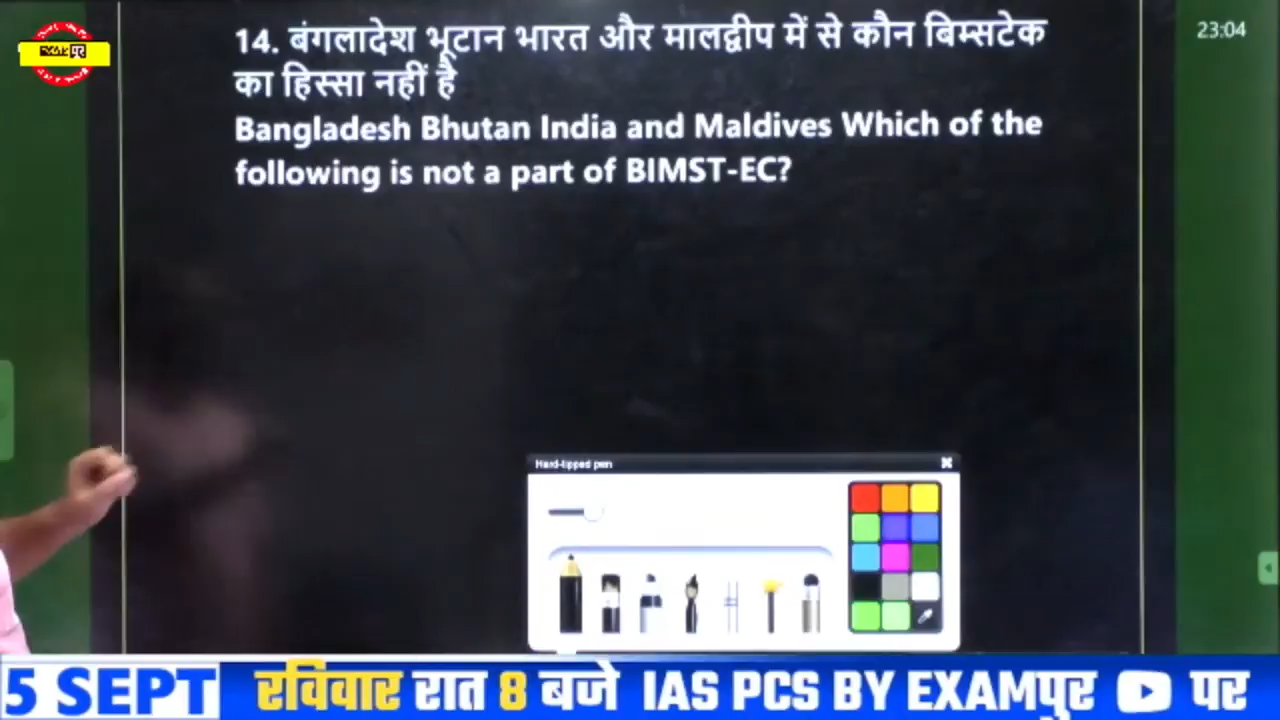 EXAM पुर
23:04
14. बंगलादेश भूटान भारत और मालद्वीप में से कौन बिम्सटेक
का हिस्सा नहीं है
Bangladesh Bhutan India and Maldives Which of the
following is not a part of BIMST-EC?
Hard-tipped pen
5 SEPT रविवार रात 8 बजे IAS PCS BY EXAMपुर पर